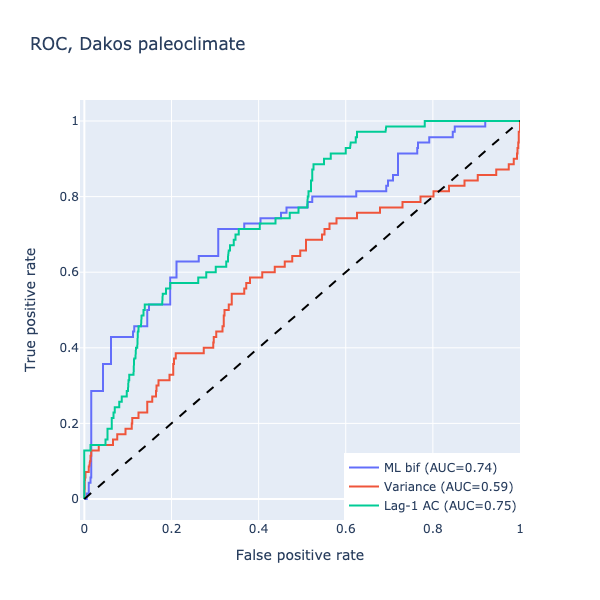 ROC, Dakos paleoclimate
True positive rate
1
0.8
0.6
0.4
0.2
0
0 0.2 0.4 0.6 0.8 1
False positive rate
ML bif (AUC=0.74)
Variance (AUC=0.59)
Lag-1 AC (AUC=0.75)